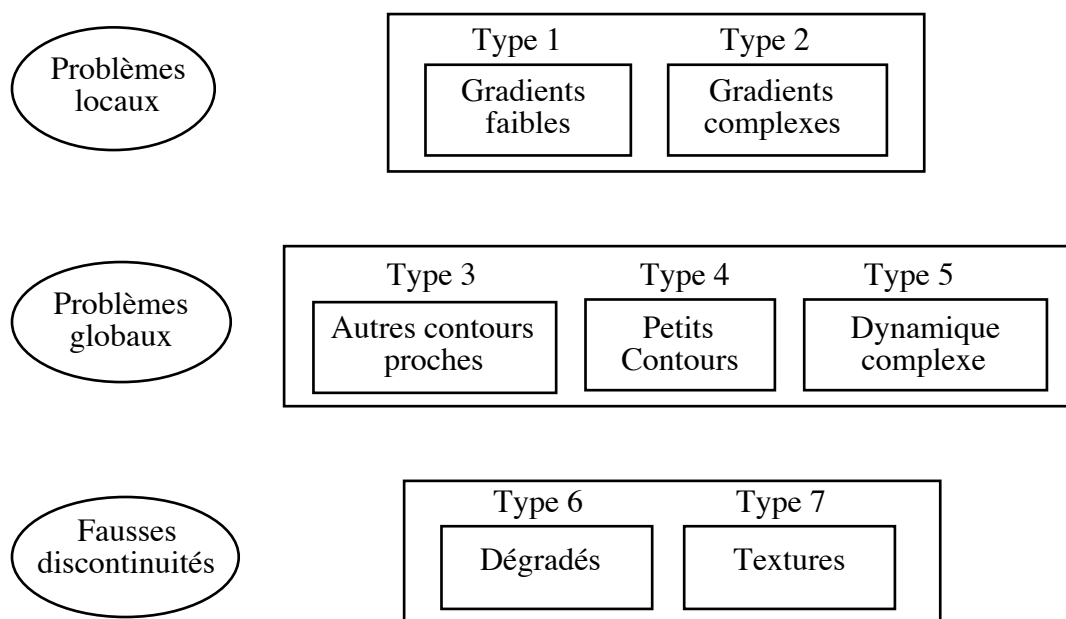 Problèmes
locaux
Type 1
Type 2
Gradients
faibles
Gradients
complexes
Problèmes
globaux
Type 3
Type 4
Type 5
Autres contours
proches
Petits
Contours
Dynamique
complexe
Fausses
discontinuités
Type 6
Type 7
Dégradés
Textures